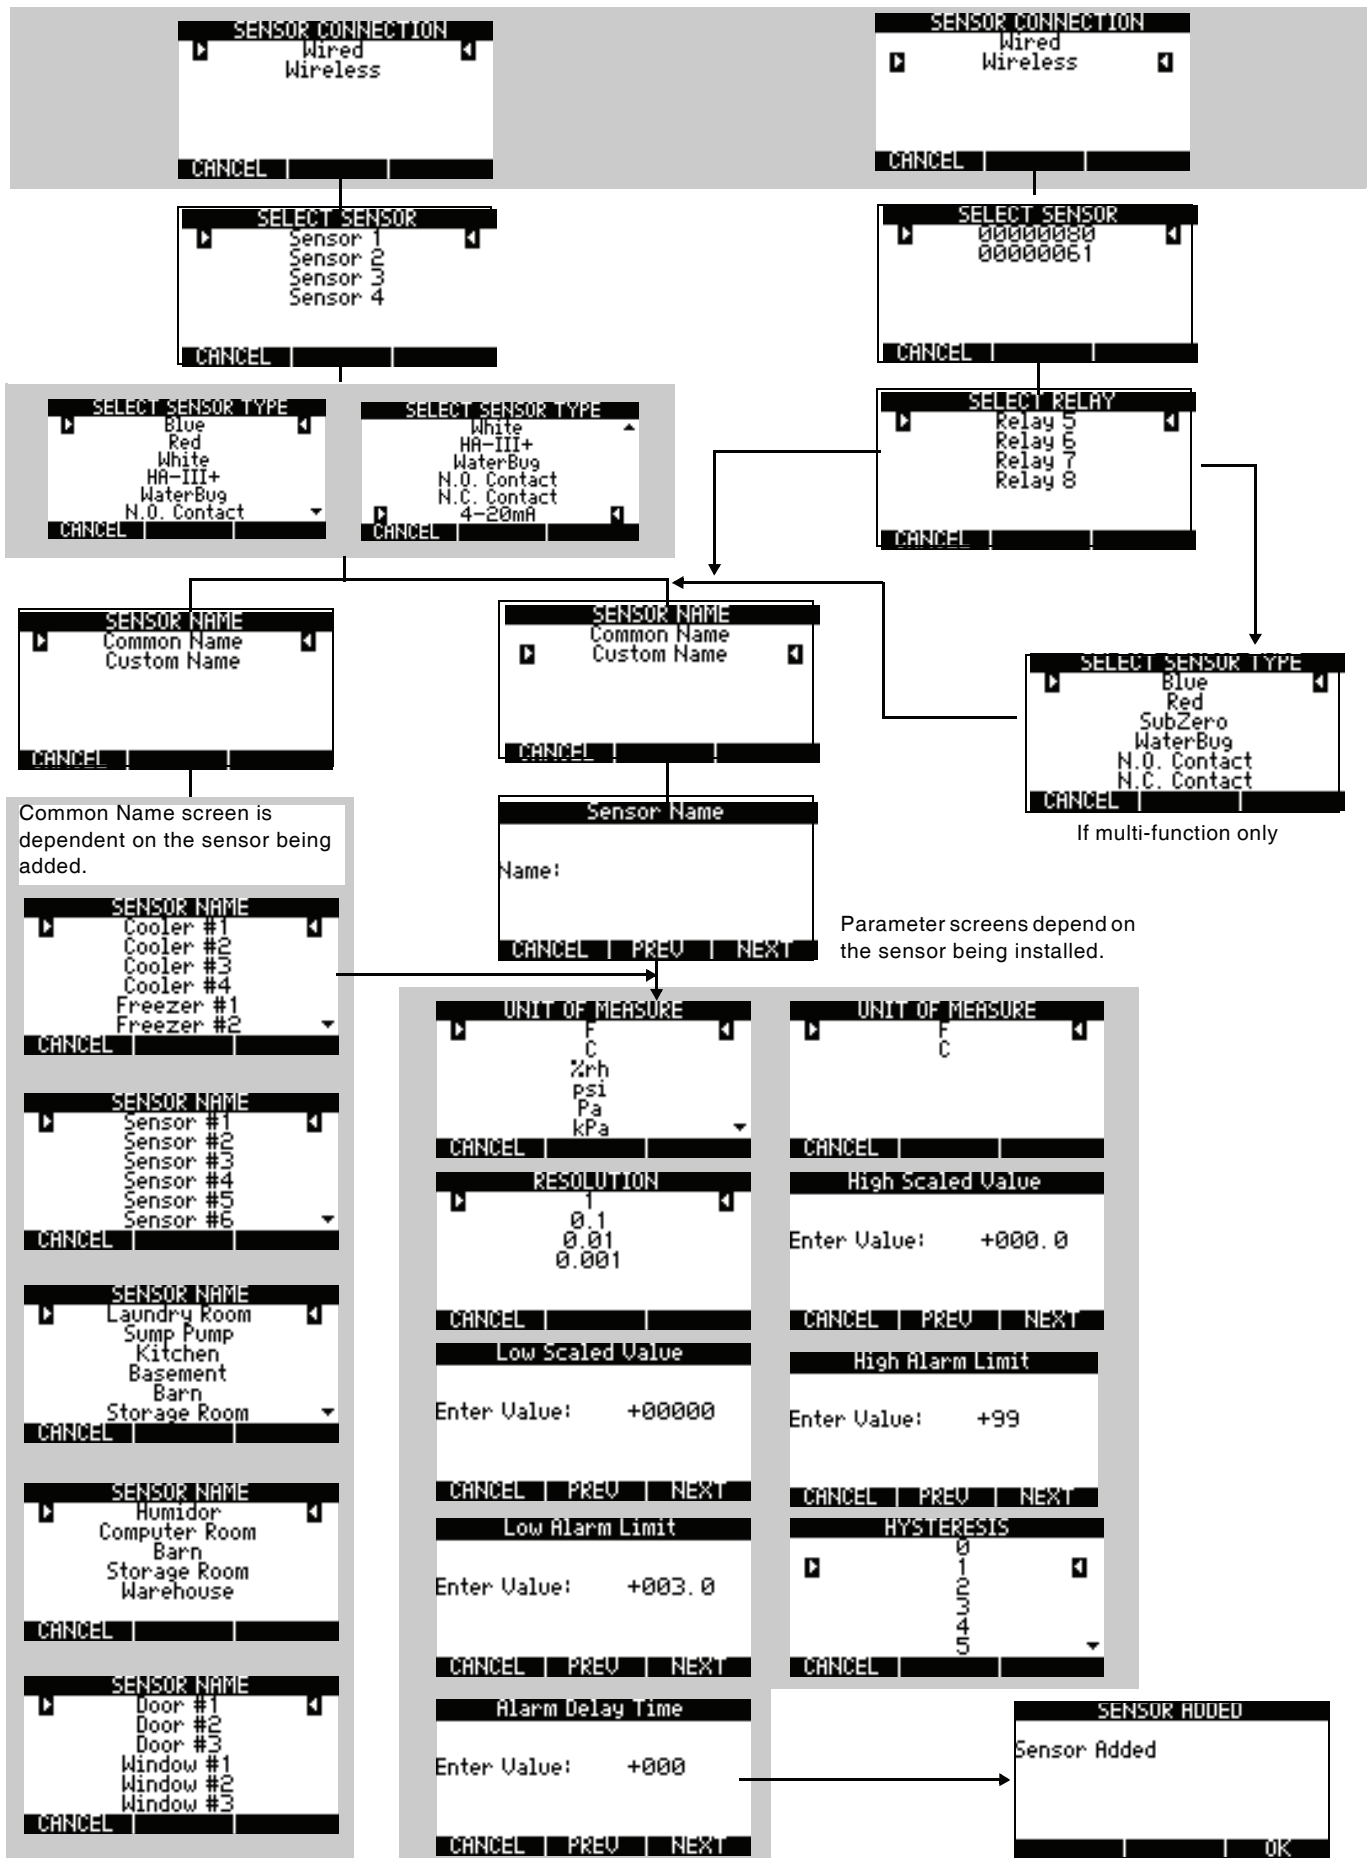 SENSOR CONNECTION
Wired
Wireless
CANCEL
SENSOR CONNECTION
Wired
Wireless
CANCEL
SELECT SENSOR
Sensor 1
Sensor 2
Sensor 3
Sensor 4
CANCEL
SELECT SENSOR
00000080
00000061
CANCEL
SELECT SENSOR TYPE
Blue
Red
White
HA-III+
WaterBug
N.O. Contact
CANCEL
SELECT SENSOR TYPE
White
HA-III+
WaterBug
N.O. Contact
N.C. Contact
4-20mA
CANCEL
SELECT RELAY
Relay 5
Relay 6
Relay 7
Relay 8
CANCEL
SENSOR NAME
Common Name
Custom Name
CANCEL
SENSOR NAME
Common Name
Custom Name
CANCEL
SELECT SENSOR TYPE
Blue
Red
SubZero
WaterBug
N.O. Contact
N.C. Contact
CANCEL
If multi-function only
Common Name screen is
dependent on the sensor being
added.
Sensor Name
Name:
CANCEL | PREV | NEXT
Parameter screens depend on
the sensor being installed.
SENSOR NAME
Cooler #1
Cooler #2
Cooler #3
Cooler #4
Freezer #1
Freezer #2
CANCEL
SENSOR NAME
Sensor #1
Sensor #2
Sensor #3
Sensor #4
Sensor #5
Sensor #6
CANCEL
SENSOR NAME
Laundry Room
Sump Pump
Kitchen
Basement
Barn
Storage Room
CANCEL
SENSOR NAME
Humidor
Computer Room
Barn
Storage Room
Warehouse
CANCEL
SENSOR NAME
Door #1
Door #2
Door #3
Window #1
Window #2
Window #3
CANCEL
UNIT OF MEASURE
F
C
%rh
psi
Pa
kPa
CANCEL
UNIT OF MEASURE
F
C
CANCEL
RESOLUTION
1
0.1
0.01
0.001
CANCEL
High Scaled Value
Enter Value: +000.0
CANCEL | PREV | NEXT
Low Scaled Value
Enter Value: +00000
CANCEL | PREV | NEXT
High Alarm Limit
Enter Value: +99
CANCEL | PREV | NEXT
Low Alarm Limit
Enter Value: +003.0
CANCEL | PREV | NEXT
HYSTERESIS
0
1
2
3
4
5
CANCEL
Alarm Delay Time
Enter Value: +000
CANCEL | PREV | NEXT
SENSOR ADDED
Sensor Added
OK